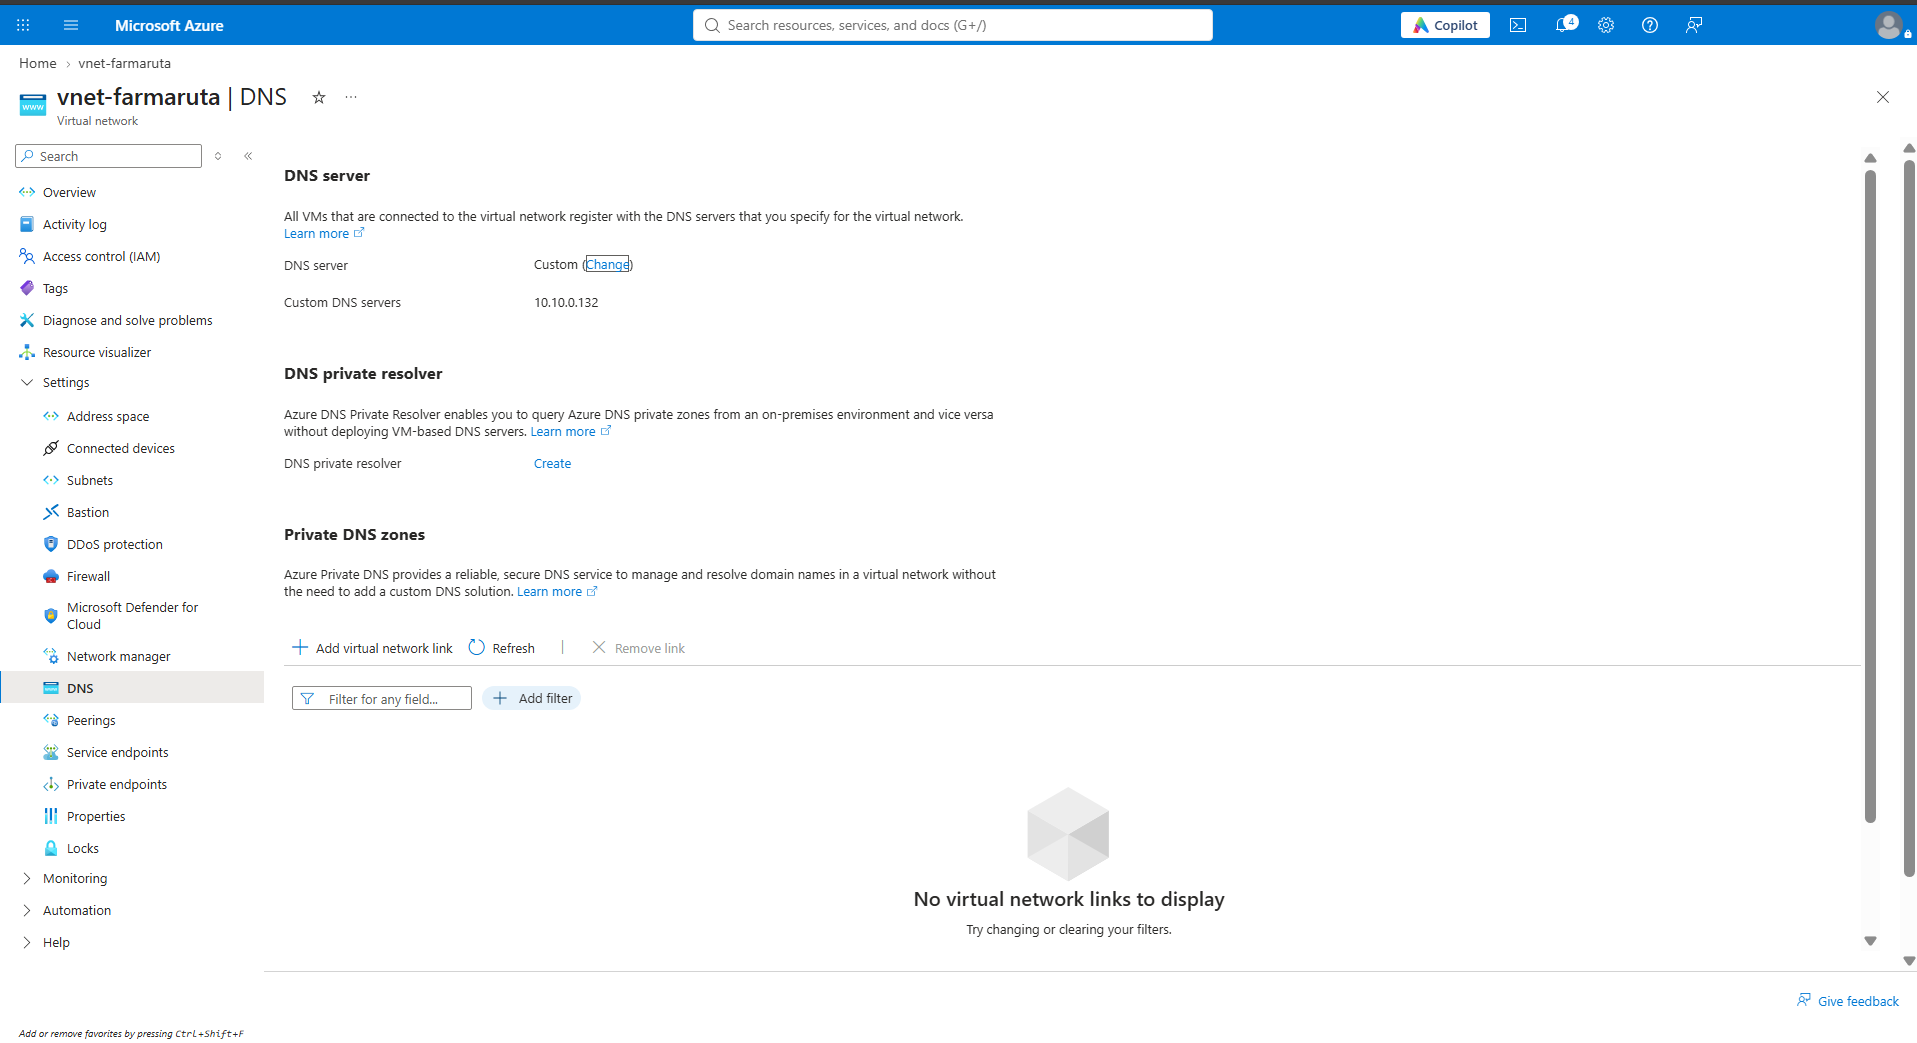 Microsoft Azure
Search resources, services, and docs (G+/)
Copilot
4
Home > vnet-farmaruta
vnet-farmaruta | DNS
Virtual network
Search
Overview
Activity log
Access control (IAM)
Tags
Diagnose and solve problems
Resource visualizer
Settings
Address space
Connected devices
Subnets
Bastion
DDoS protection
Firewall
Microsoft Defender for
Cloud
Network manager
DNS
Peerings
Service endpoints
Private endpoints
Properties
Locks
Monitoring
Automation
Help
DNS server
All VMs that are connected to the virtual network register with the DNS servers that you specify for the virtual network.
Learn more
DNS server Custom (Change)
Custom DNS servers 10.10.0.132
DNS private resolver
Azure DNS Private Resolver enables you to query Azure DNS private zones from an on-premises environment and vice versa
without deploying VM-based DNS servers. Learn more
DNS private resolver Create
Private DNS zones
Azure Private DNS provides a reliable, secure DNS service to manage and resolve domain names in a virtual network without
the need to add a custom DNS solution. Learn more
Add virtual network link Refresh | Remove link
Filter for any field... Add filter
No virtual network links to display
Try changing or clearing your filters.
Give feedback
Add or remove favorites by pressing Ctrl+Shift+F